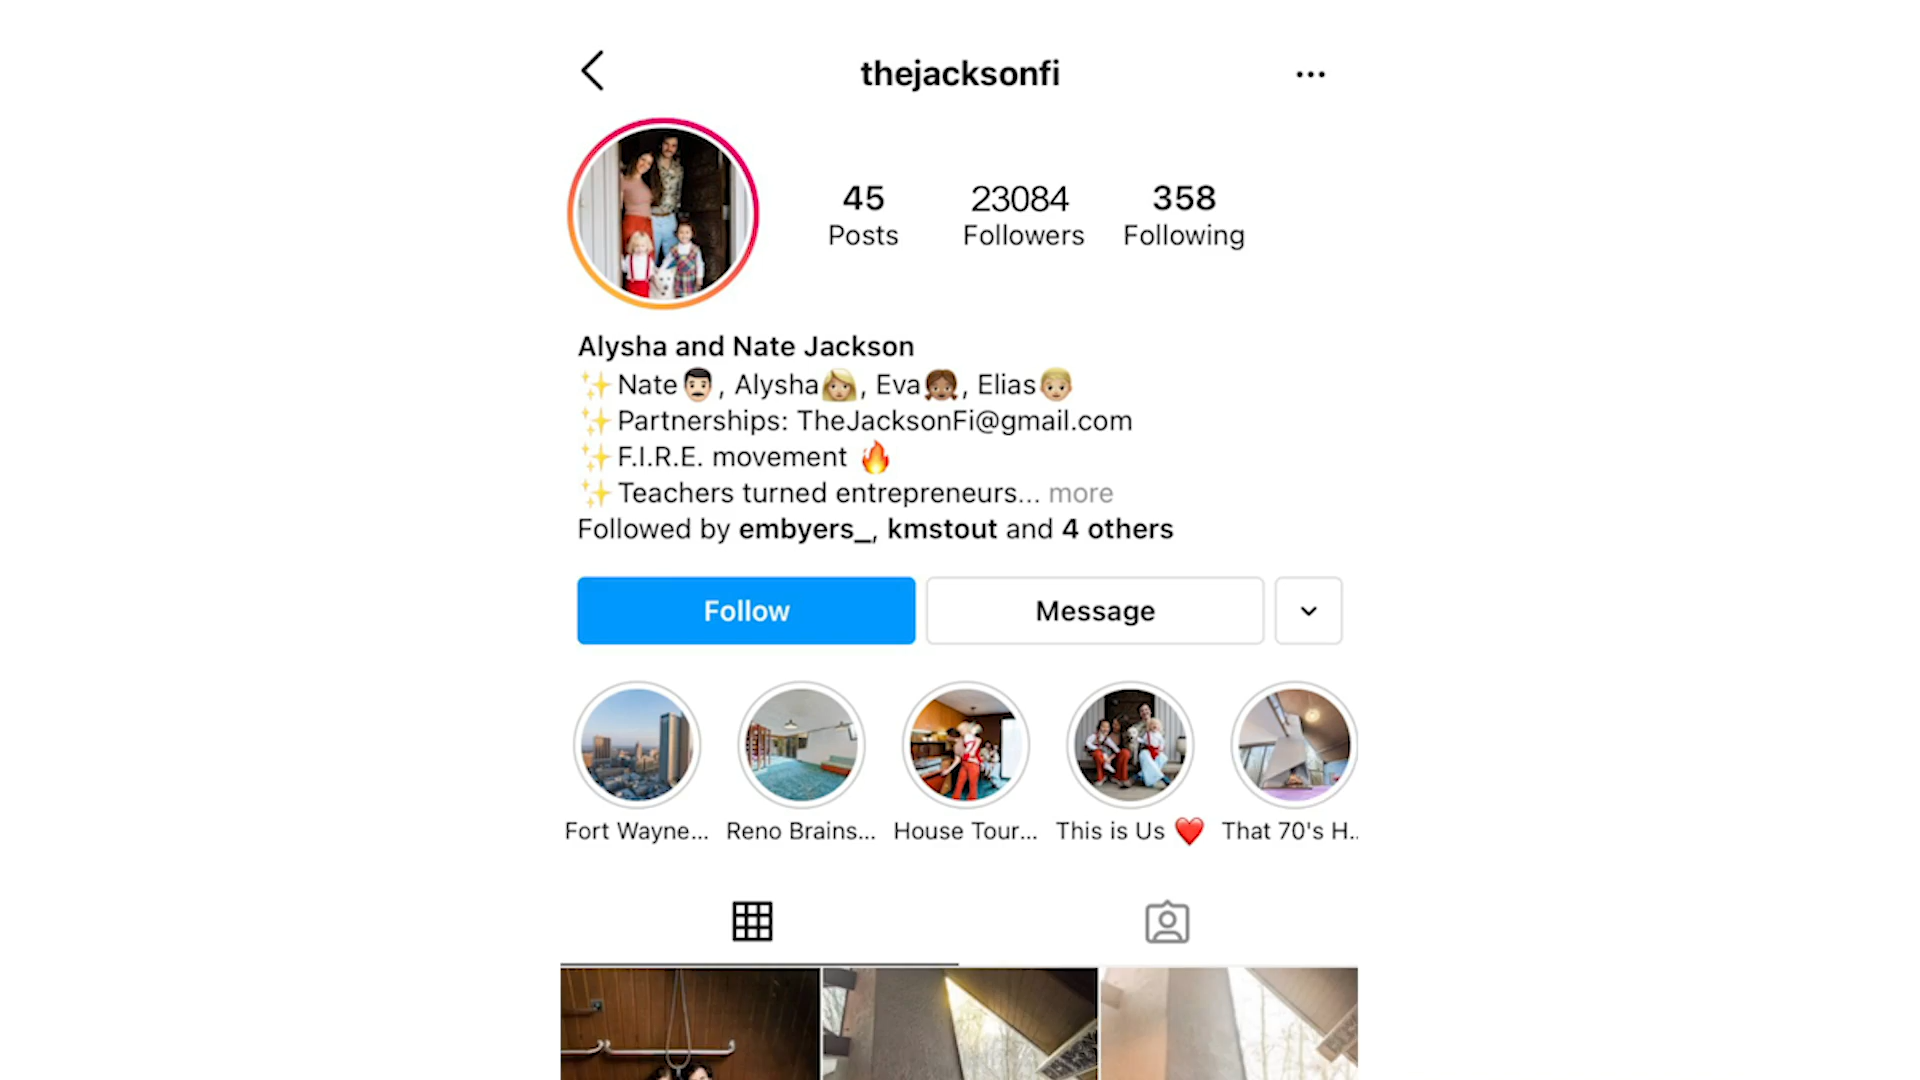 thejacksonfi
45 23084 358
Posts Followers Following
Alysha and Nate Jackson
✨Nate👨🏻, Alysha👩🏼, Eva👧🏾, Elias👦🏼
✨Partnerships: TheJacksonFi@gmail.com
✨F.I.R.E. movement 🔥
✨Teachers turned entrepreneurs... more
Followed by embyers_, kmstout and 4 others
Follow Message
Fort Wayne... Reno Brains... House Tour... This is Us ❤️ That 70's H..